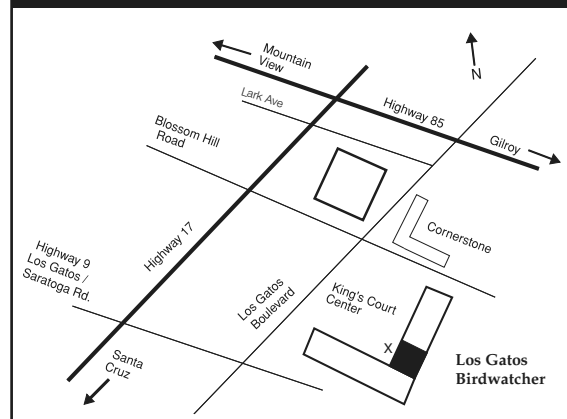 Mountain
View
N
Lark Ave
Highway 85
Gilroy
Blossom Hill
Road
Highway 17
Cornerstone
Highway 9
Los Gatos /
Saratoga Rd.
Los Gatos
Boulevard
King's Court
Center
X
Los Gatos
Birdwatcher
Santa
Cruz